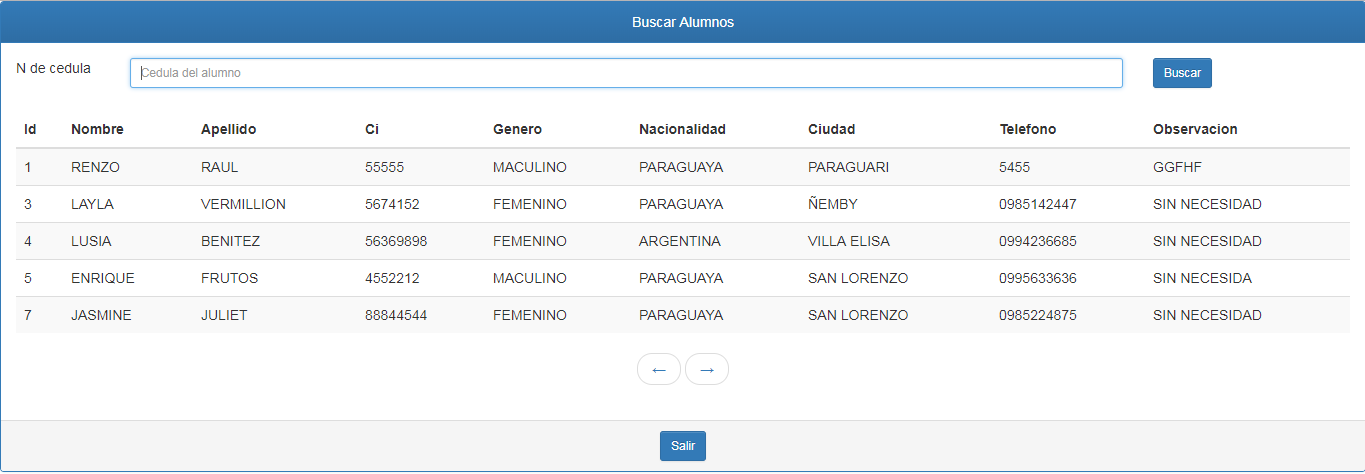 Buscar Alumnos
N de cedula Cedula del alumno Buscar
Id Nombre Apellido Ci Genero Nacionalidad Ciudad Telefono Observacion
1 RENZO RAUL 55555 MACULINO PARAGUAYA PARAGUARI 5455 GGFHF
3 LAYLA VERMILLION 5674152 FEMENINO PARAGUAYA ÑEMBY 0985142447 SIN NECESIDAD
4 LUSIA BENITEZ 56369898 FEMENINO ARGENTINA VILLA ELISA 0994236685 SIN NECESIDAD
5 ENRIQUE FRUTOS 4552212 MACULINO PARAGUAYA SAN LORENZO 0995633636 SIN NECESIDA
7 JASMINE JULIET 88844544 FEMENINO PARAGUAYA SAN LORENZO 0985224875 SIN NECESIDAD
← →
Salir